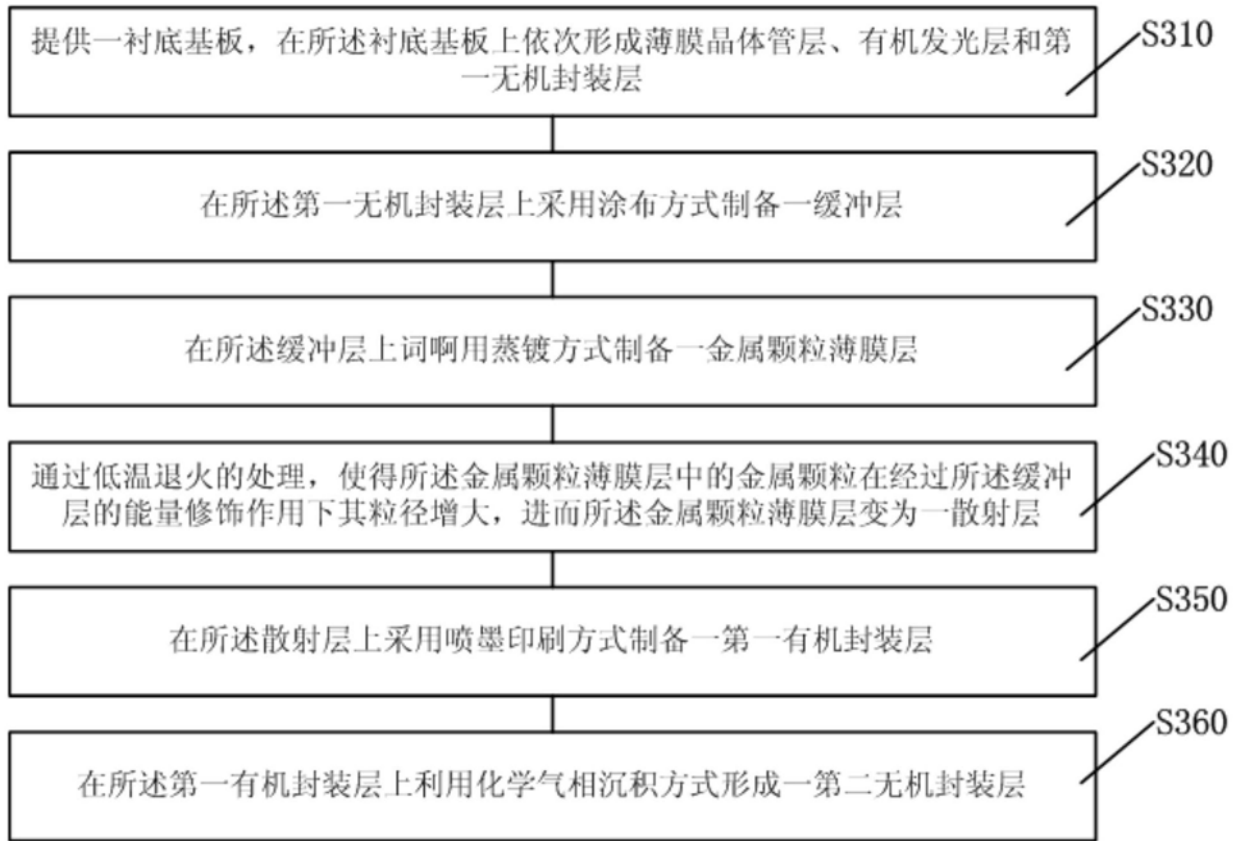 提供一衬底基板，在所述衬底基板上依次形成薄膜晶体管层、有机发光层和第
一无机封装层
S310
在所述第一无机封装层上采用涂布方式制备一缓冲层
S320
在所述缓冲层上词啊用蒸镀方式制备一金属颗粒薄膜层
S330
通过低温退火的处理，使得所述金属颗粒薄膜层中的金属颗粒在经过所述缓冲
层的能量修饰作用下其粒径增大，进而所述金属颗粒薄膜层变为一散射层
S340
在所述散射层上采用喷墨印刷方式制备一第一有机封装层
S350
在所述第一有机封装层上利用化学气相沉积方式形成一第二无机封装层
S360